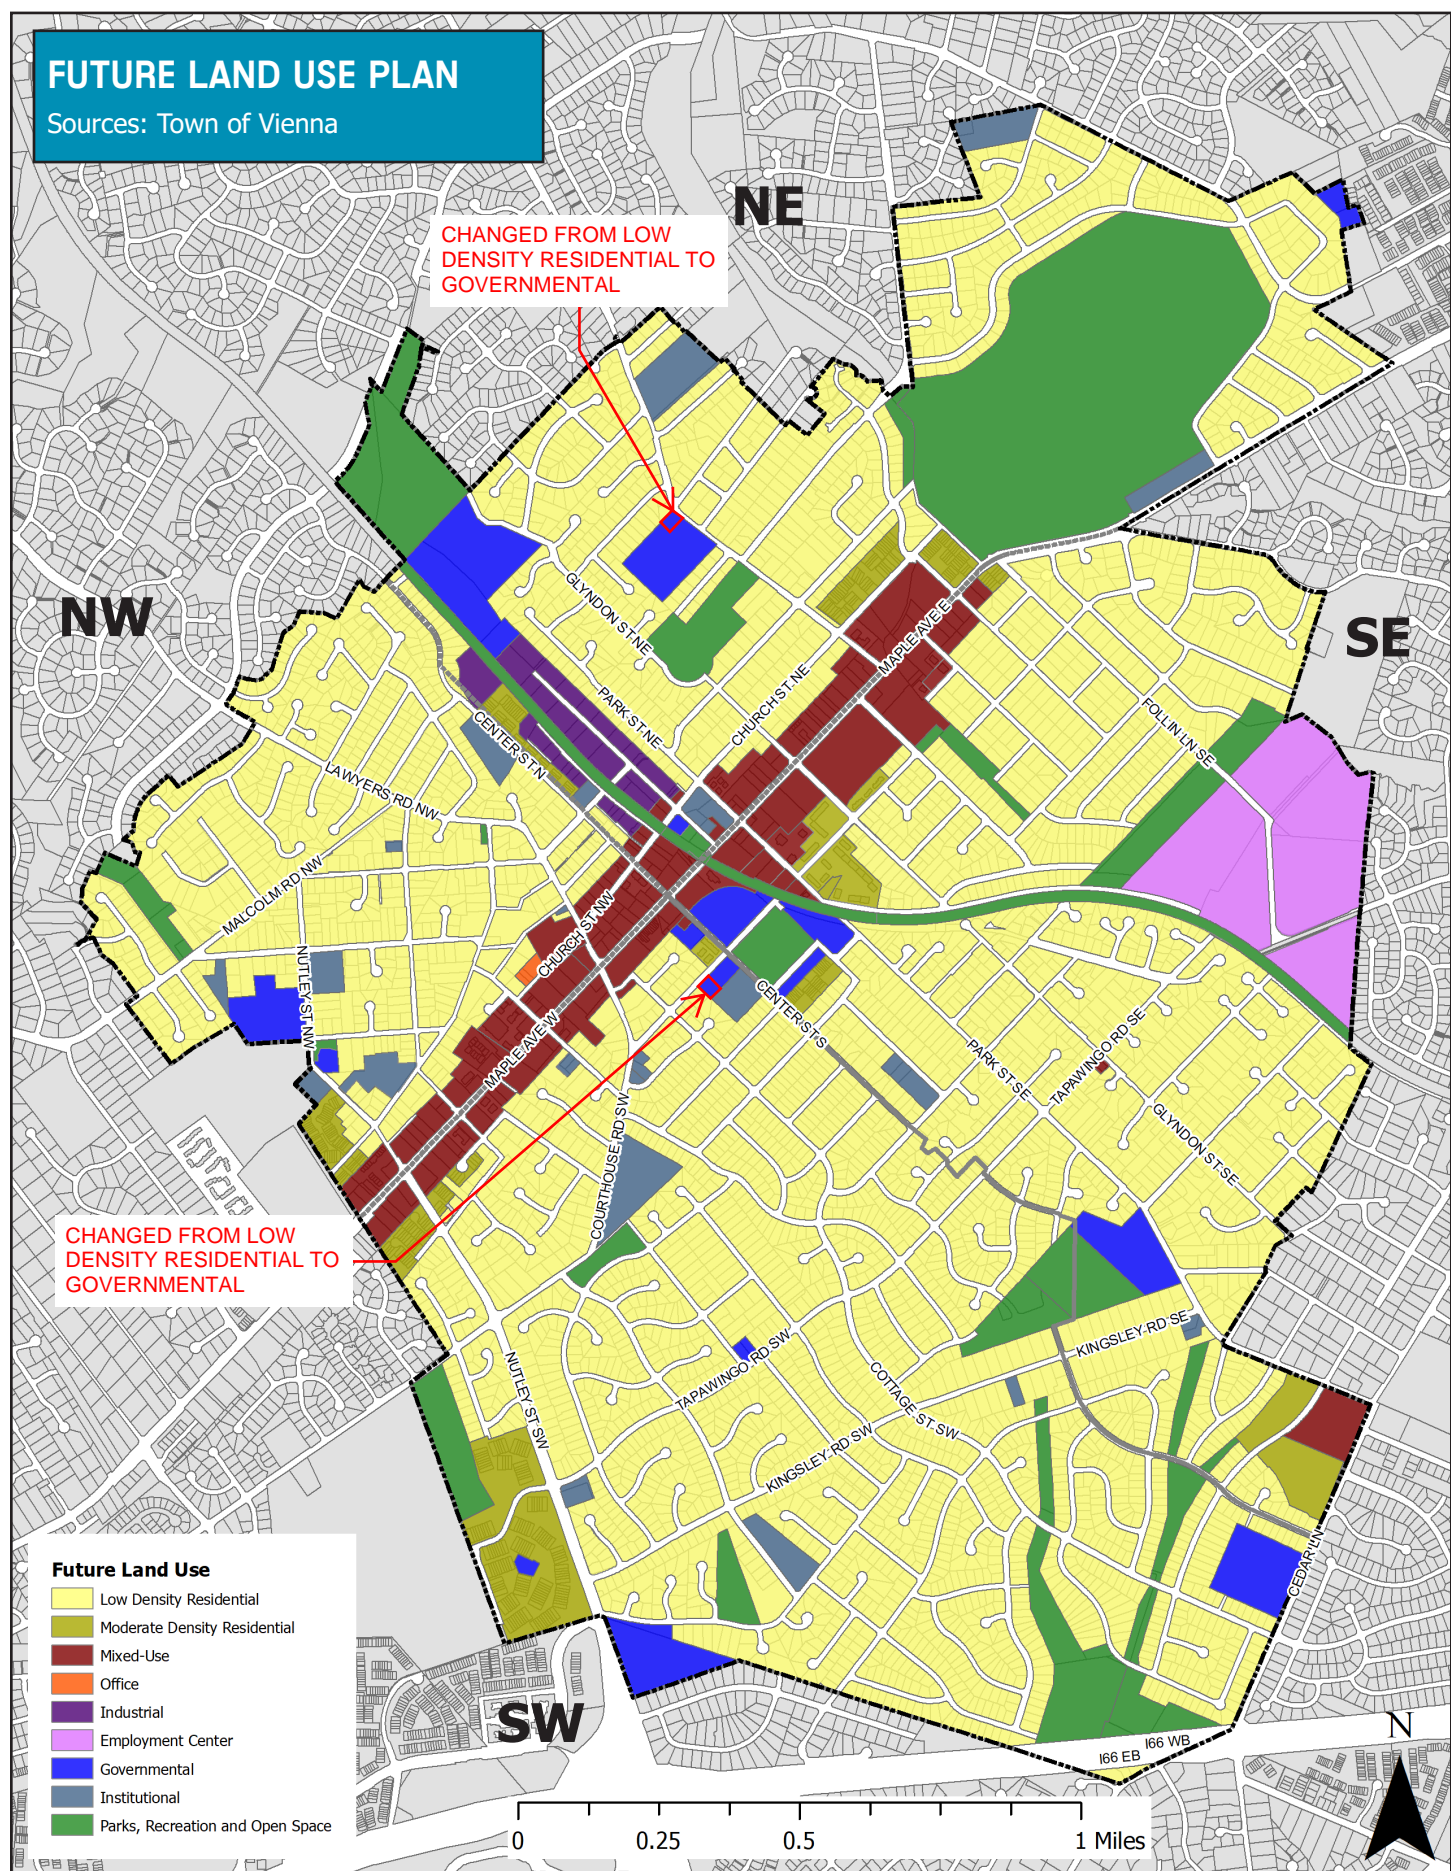 FUTURE LAND USE PLAN
Sources: Town of Vienna
NE
CHANGED FROM LOW
DENSITY RESIDENTIAL TO
GOVERNMENTAL
NW
SE
GLYNDON ST NE
MAPLE AVE E
CHURCH ST NE
PARK ST NE
FOLLIN LN SE
CENTER ST N
LAWYERS RD NW
MALCOLM RD NW
CHURCH ST NW
NUTLEY ST NW
CENTER ST S
MAPLE AVE W
PARK ST SE
TAPAWINGO RD SE
GLYNDON ST SE
COURTHOUSE RD SW
CHANGED FROM LOW
DENSITY RESIDENTIAL TO
GOVERNMENTAL
KINGSLEY RD SE
TAPAWINGO RD SW
NUTLEY ST SW
COTTAGE ST SW
KINGSLEY RD SW
CEDAR LN
Future Land Use
Low Density Residential
Moderate Density Residential
Mixed-Use
Office
Industrial
Employment Center
Governmental
Institutional
Parks, Recreation and Open Space
SW
I66 EB
I66 WB
N
0 0.25 0.5 1 Miles